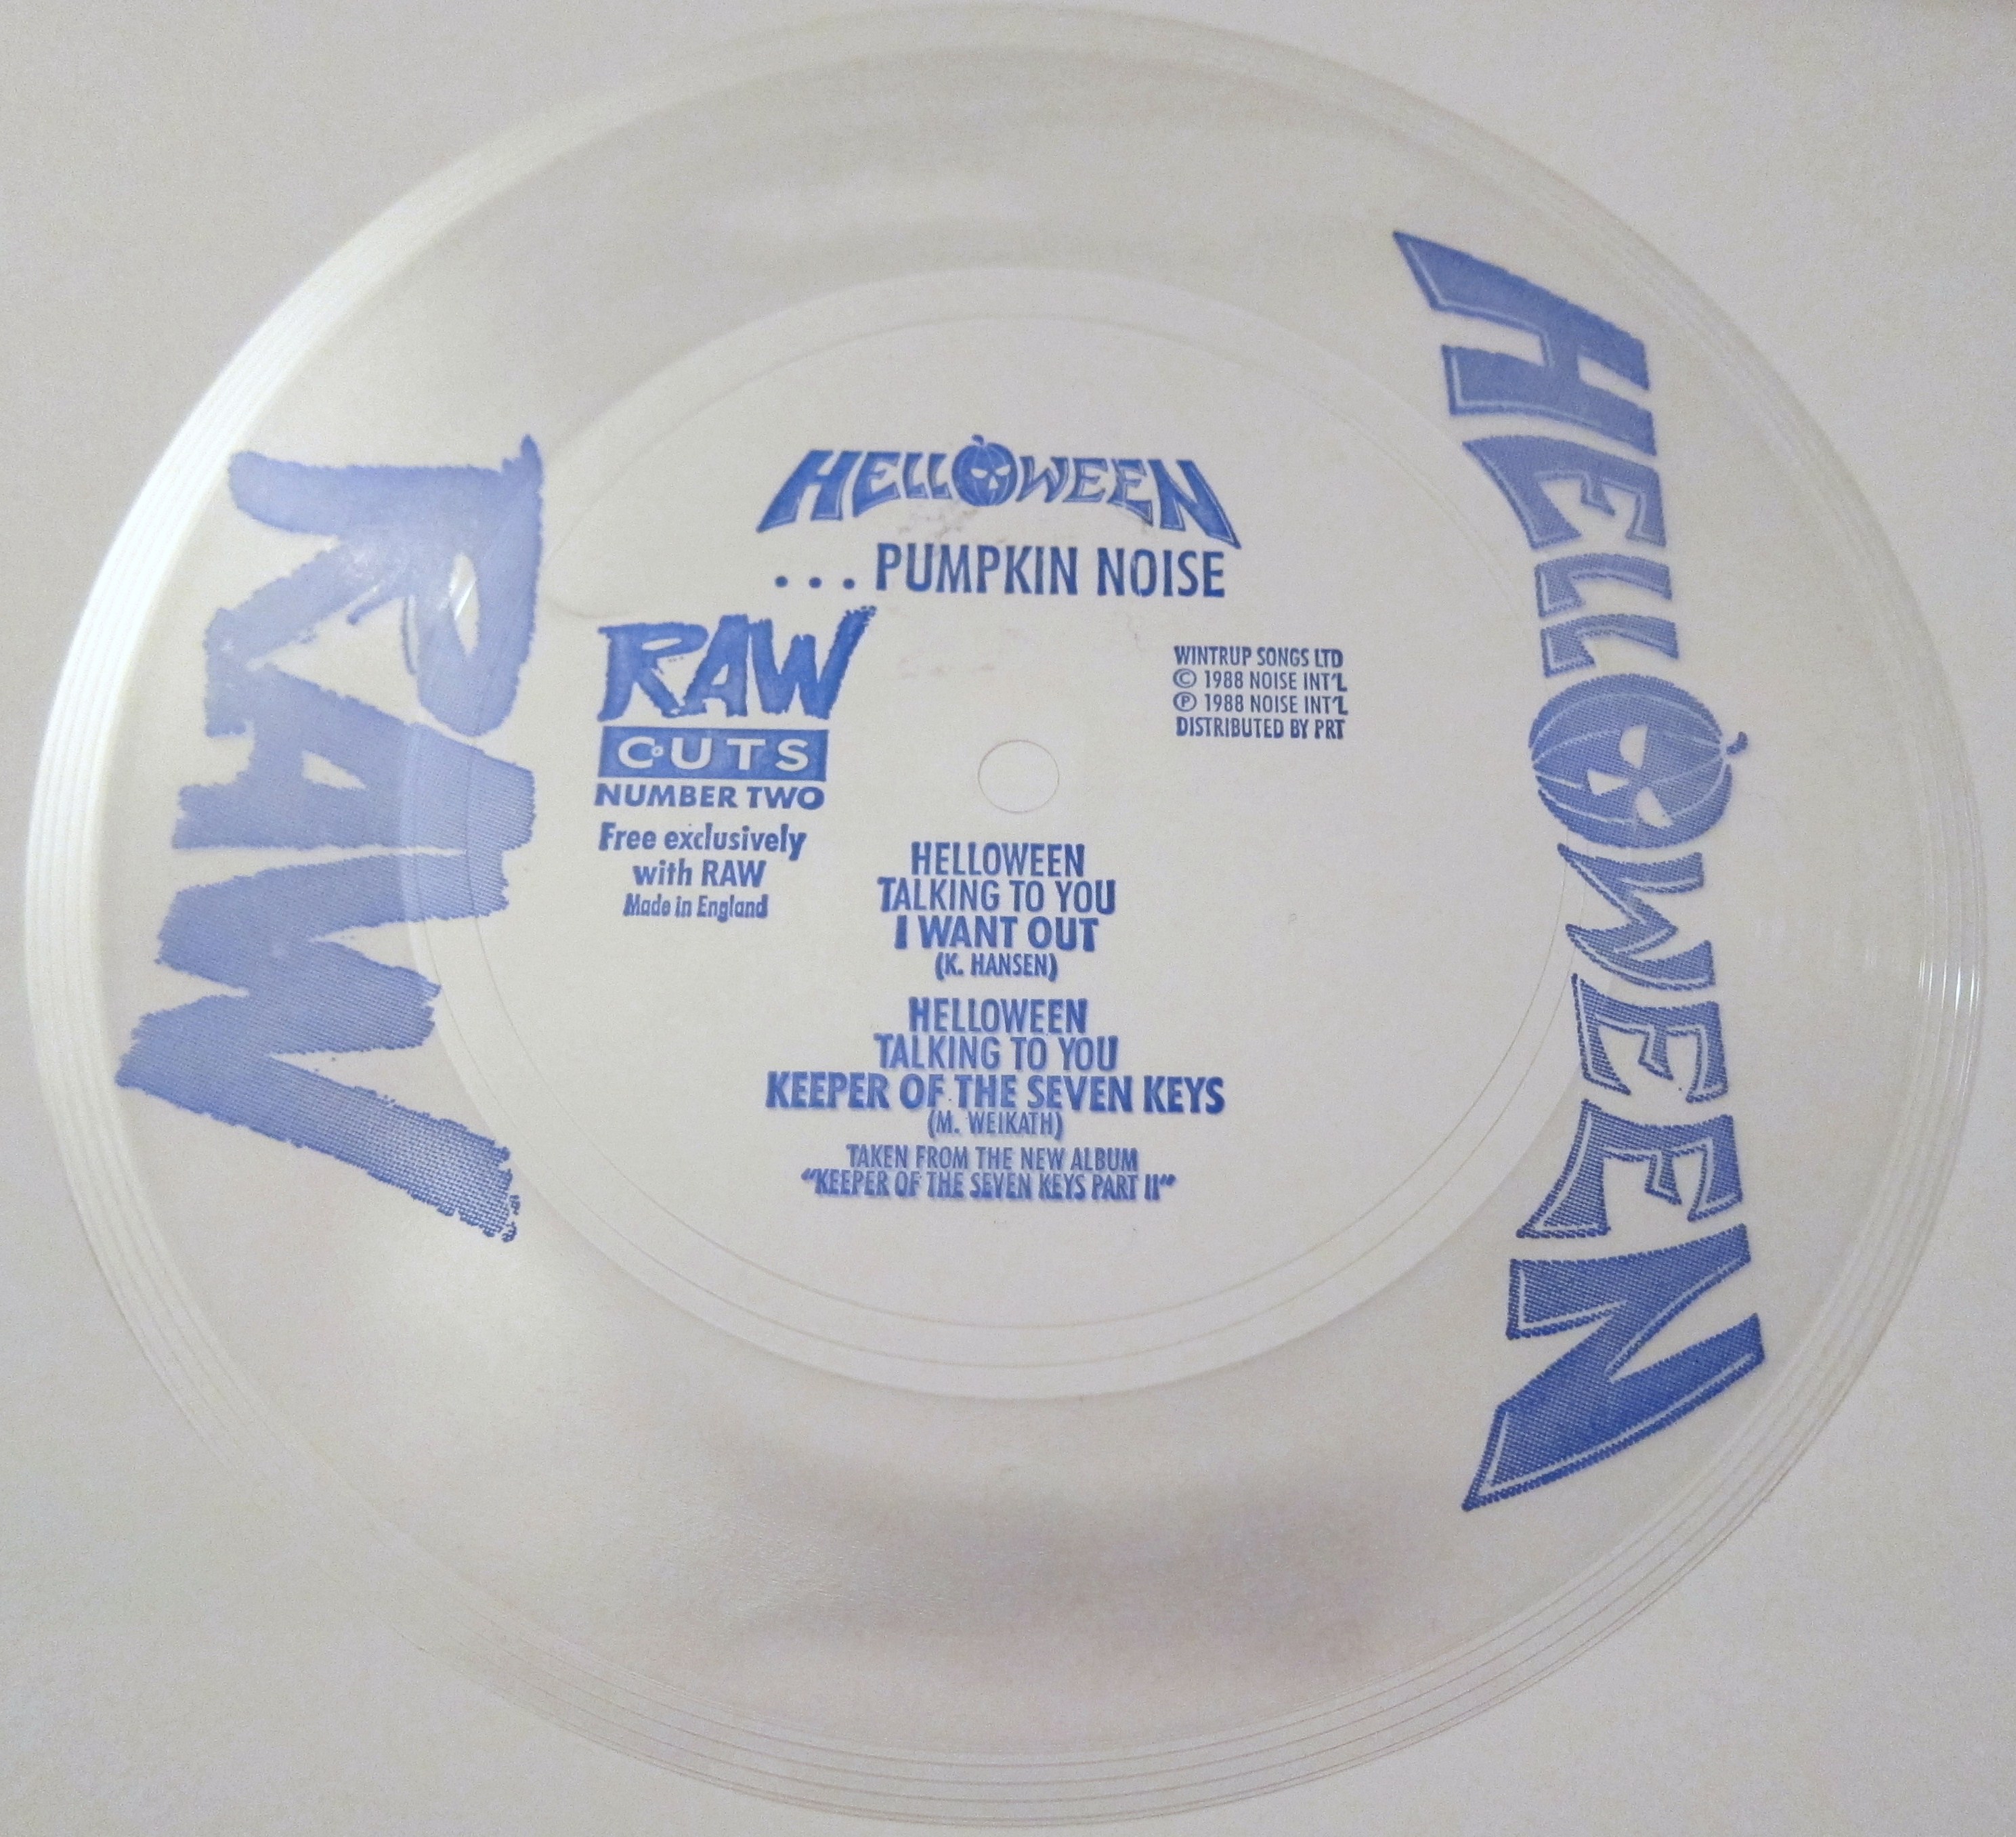 HELLOWEEN
... PUMPKIN NOISE
RAW
CUTS
NUMBER TWO
Free exclusively
with RAW
Made in England
WINTRUP SONGS LTD
© 1988 NOISE INT'L
℗ 1988 NOISE INT'L
DISTRIBUTED BY PRT
HELLOWEEN
TALKING TO YOU
I WANT OUT
(K. HANSEN)
HELLOWEEN
TALKING TO YOU
KEEPER OF THE SEVEN KEYS
(M. WEIKATH)
TAKEN FROM THE NEW ALBUM
"KEEPER OF THE SEVEN KEYS PART II"
RAW
HELLOWEEN